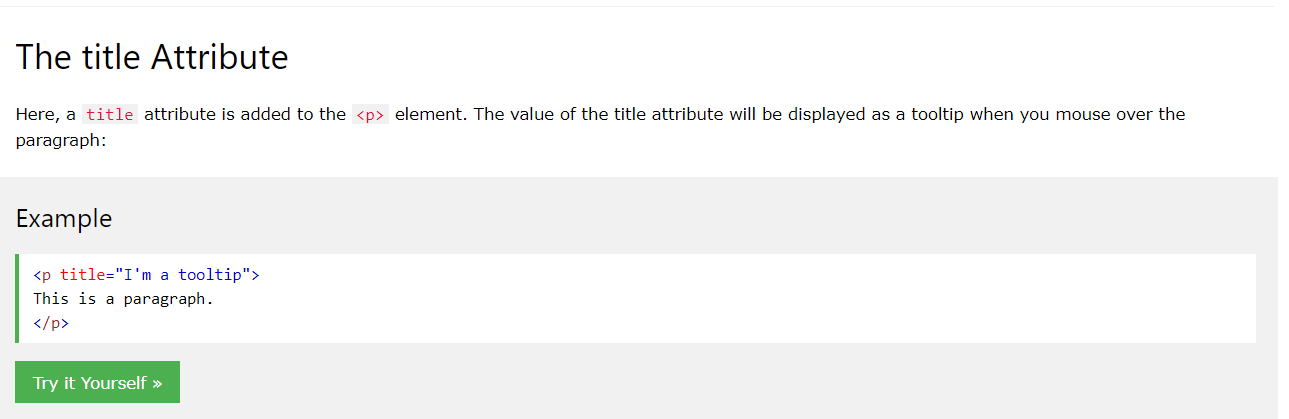 The title Attribute
Here, a title attribute is added to the <p> element. The value of the title attribute will be displayed as a tooltip when you mouse over the
paragraph:
Example
<p title="I'm a tooltip">
This is a paragraph.
</p>
Try it Yourself »